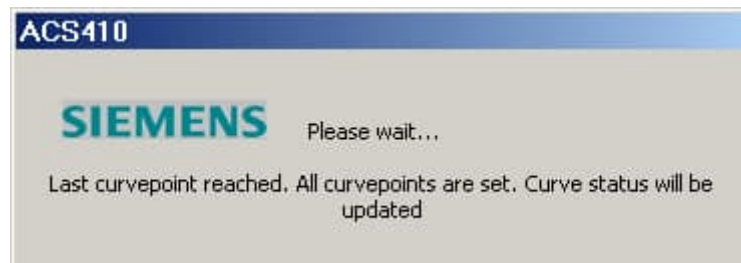 ACS410
SIEMENS Please wait...
Last curvepoint reached. All curvepoints are set. Curve status will be
updated